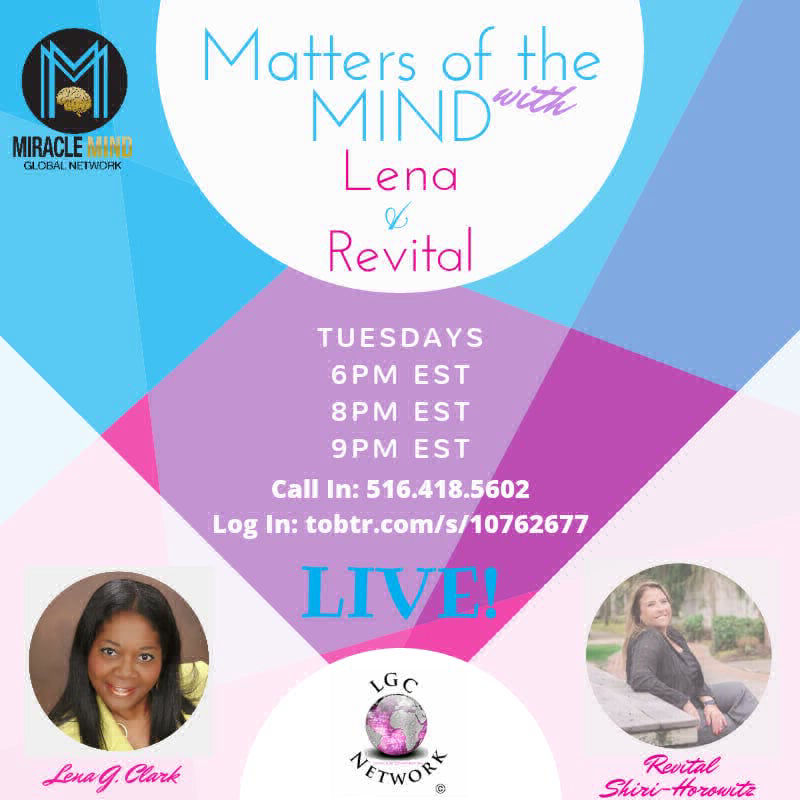 MIRACLE MIND
GLOBAL NETWORK
Matters of the
MIND with
Lena
&
Revital
TUESDAYS
6PM EST
8PM EST
9PM EST
Call In: 516.418.5602
Log In: tobtr.com/s/10762677
LIVE!
Lena G. Clark
LGC
NETWORK
©
Revital
Shiri-Horowitz